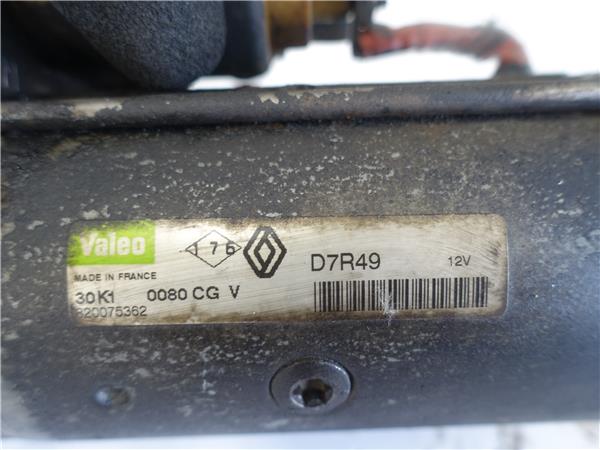 Valeo
176
D7R49
12V
MADE IN FRANCE
30K1 0080 CG V
820075362